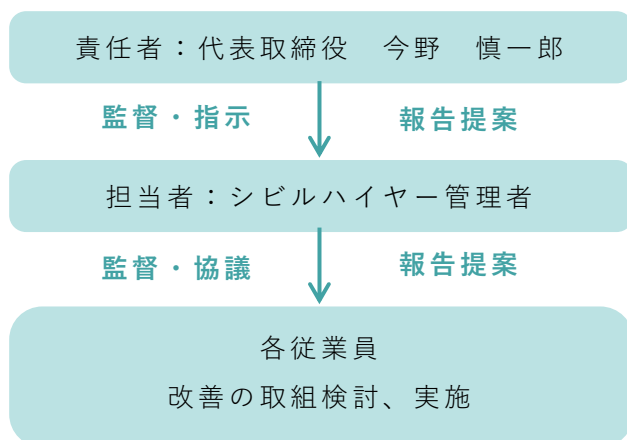 責任者：代表取締役　今野　慎一郎
監督・指示　報告提案
担当者：シビルハイヤー管理者
監督・協議　報告提案
各従業員
改善の取組検討、実施